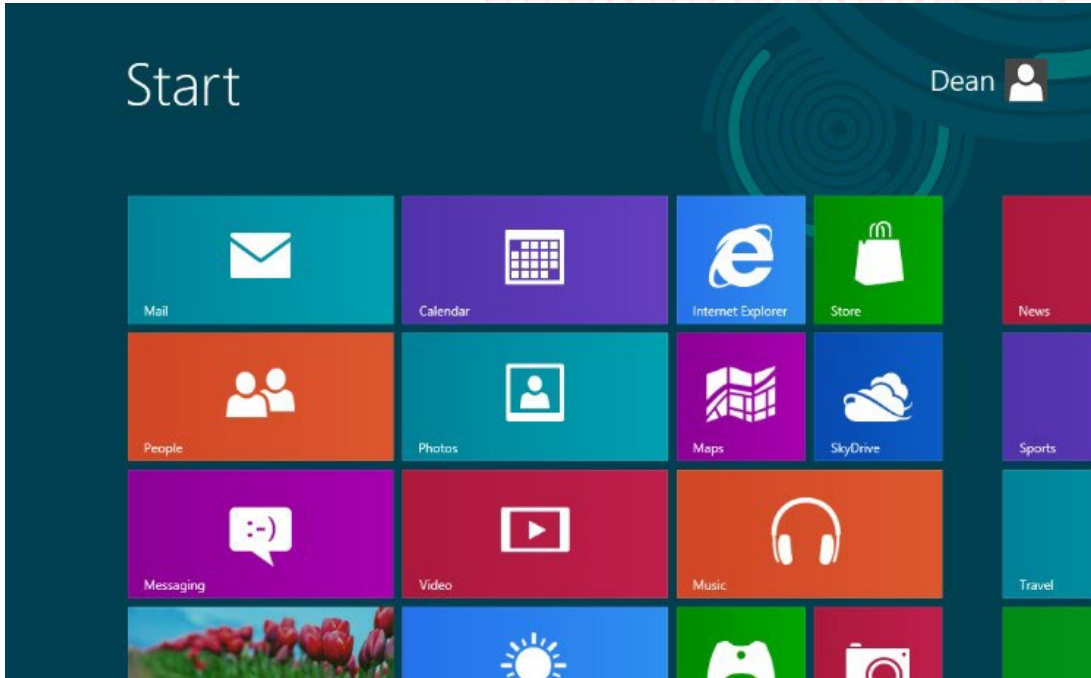 Start
Dean
Mail
Calendar
Internet Explorer
Store
News
People
Photos
Maps
SkyDrive
Sports
:-)
Messaging
Video
Music
Travel